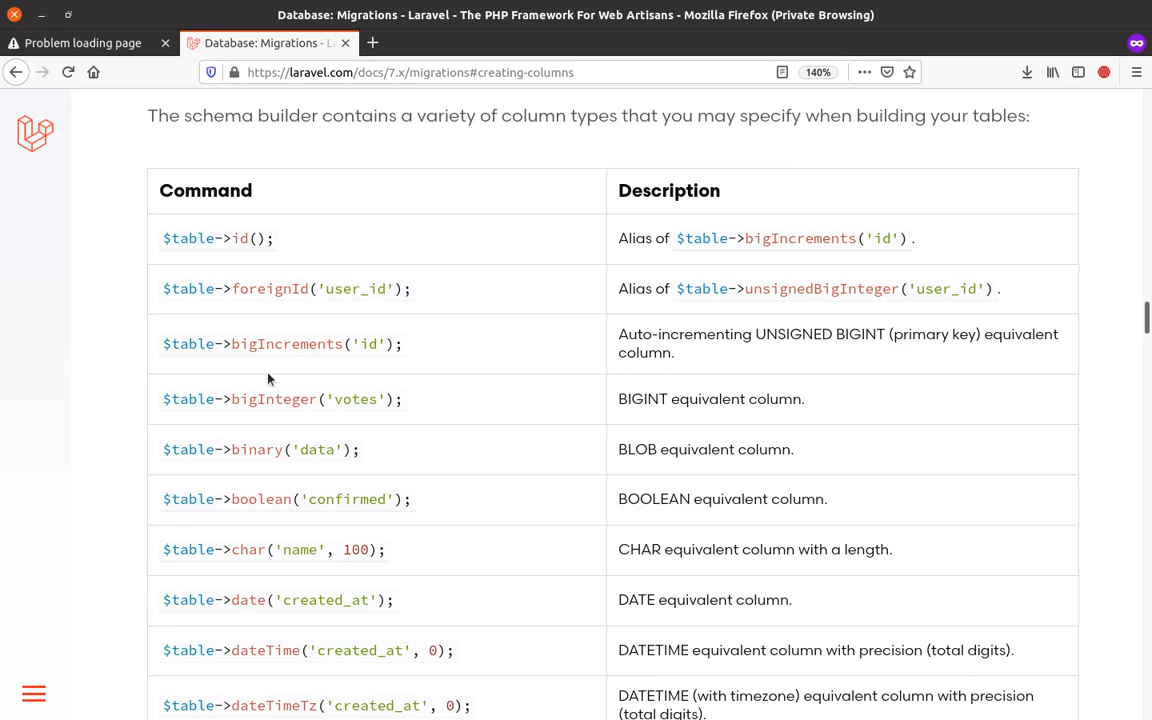 Database: Migrations - Laravel - The PHP Framework For Web Artisans - Mozilla Firefox (Private Browsing)
Problem loading page
Database: Migrations - L
https://laravel.com/docs/7.x/migrations#creating-columns
140%
The schema builder contains a variety of column types that you may specify when building your tables:
Command Description
$table->id(); Alias of $table->bigIncrements('id').
$table->foreignId('user_id'); Alias of $table->unsignedBigInteger('user_id').
$table->bigIncrements('id'); Auto-incrementing UNSIGNED BIGINT (primary key) equivalent
column.
$table->bigInteger('votes'); BIGINT equivalent column.
$table->binary('data'); BLOB equivalent column.
$table->boolean('confirmed'); BOOLEAN equivalent column.
$table->char('name', 100); CHAR equivalent column with a length.
$table->date('created_at'); DATE equivalent column.
$table->dateTime('created_at', 0); DATETIME equivalent column with precision (total digits).
$table->dateTimeTz('created_at', 0); DATETIME (with timezone) equivalent column with precision
(total digits).